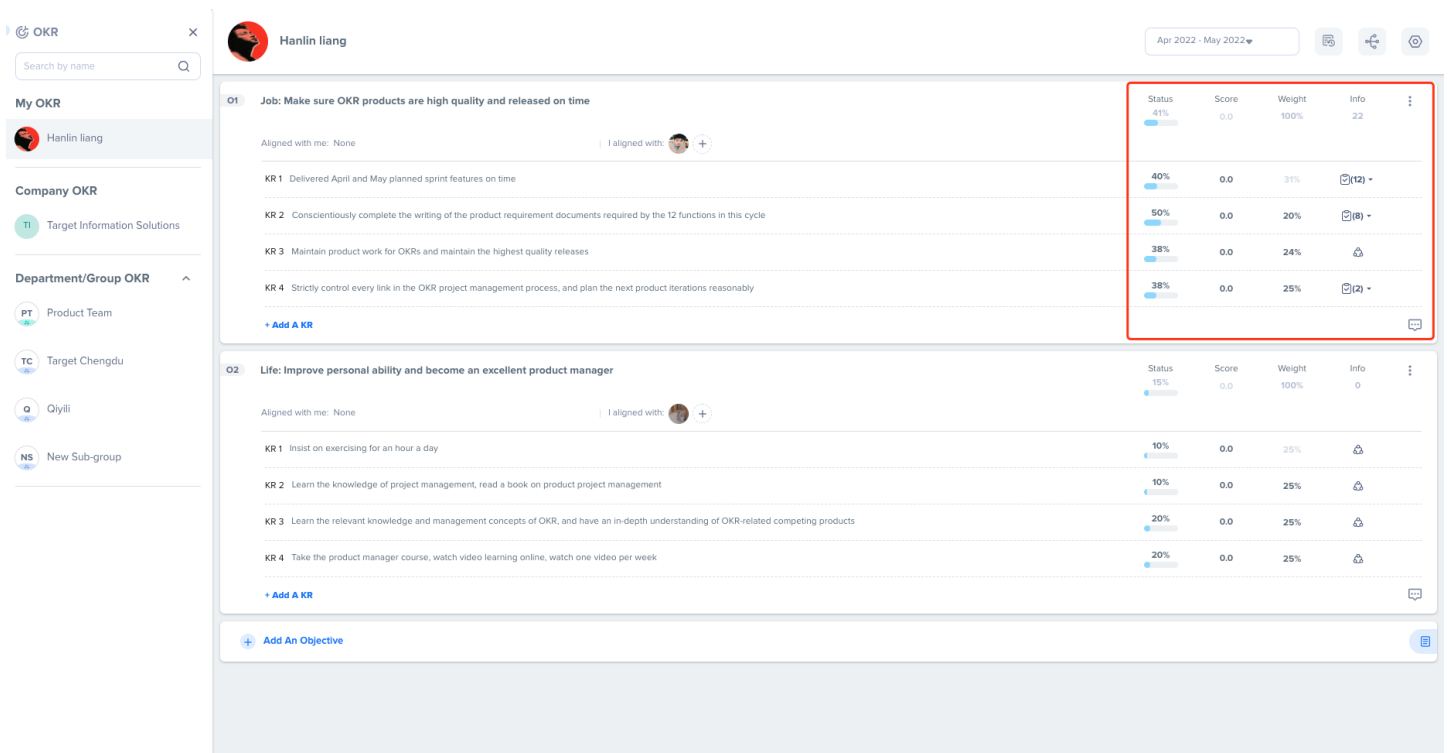 OKR
Search by name
My OKR
Hanlin liang
Company OKR
TI Target Information Solutions
Department/Group OKR
PT Product Team
TC Target Chengdu
Q Qiyili
NS New Sub-group
Hanlin liang
Apr 2022 - May 2022
O1 Job: Make sure OKR products are high quality and released on time
Status Score Weight Info
41% 0.0 100% 22
Aligned with me: None I aligned with:
KR 1 Delivered April and May planned sprint features on time 40% 0.0 31% (12)
KR 2 Conscientiously complete the writing of the product requirement documents required by the 12 functions in this cycle 50% 0.0 20% (8)
KR 3 Maintain product work for OKRs and maintain the highest quality releases 38% 0.0 24%
KR 4 Strictly control every link in the OKR project management process, and plan the next product iterations reasonably 38% 0.0 25% (2)
+ Add A KR
O2 Life: Improve personal ability and become an excellent product manager
Status Score Weight Info
15% 0.0 100% 0
Aligned with me: None I aligned with:
KR 1 Insist on exercising for an hour a day 10% 0.0 25%
KR 2 Learn the knowledge of project management, read a book on product project management 10% 0.0 25%
KR 3 Learn the relevant knowledge and management concepts of OKR, and have an in-depth understanding of OKR-related competing products 20% 0.0 25%
KR 4 Take the product manager course, watch video learning online, watch one video per week 20% 0.0 25%
+ Add A KR
+ Add An Objective